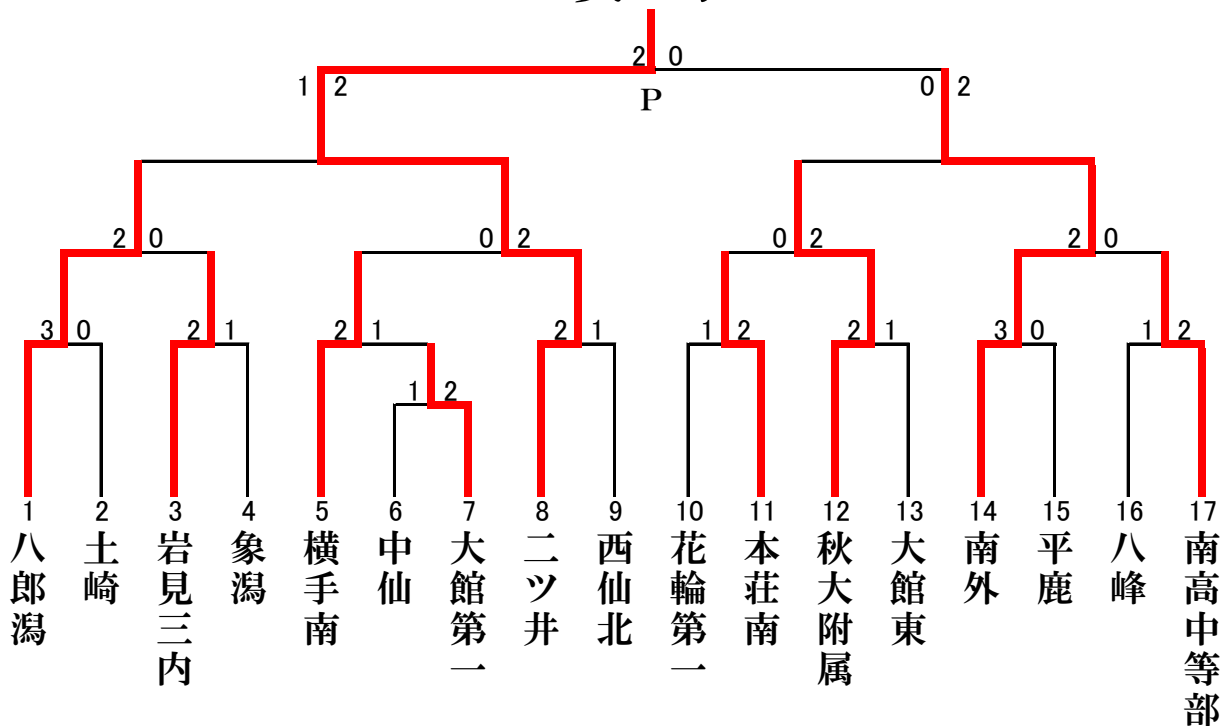 2 0
1 2
P
0 2
2 0
0 2
0 2
2 0
3 0
2 1
2 1
2 1
1 2
2 1
3 0
1 2
1 2
1 2 3 4 5 6 7 8 9 10 11 12 13 14 15 16 17
八郎潟
土崎
岩見三内
象潟
横手南
中仙
大館第一
二ツ井
西仙北
花輪第一
本荘南
秋大附属
大館東
南外
平鹿
八峰
南高中等部